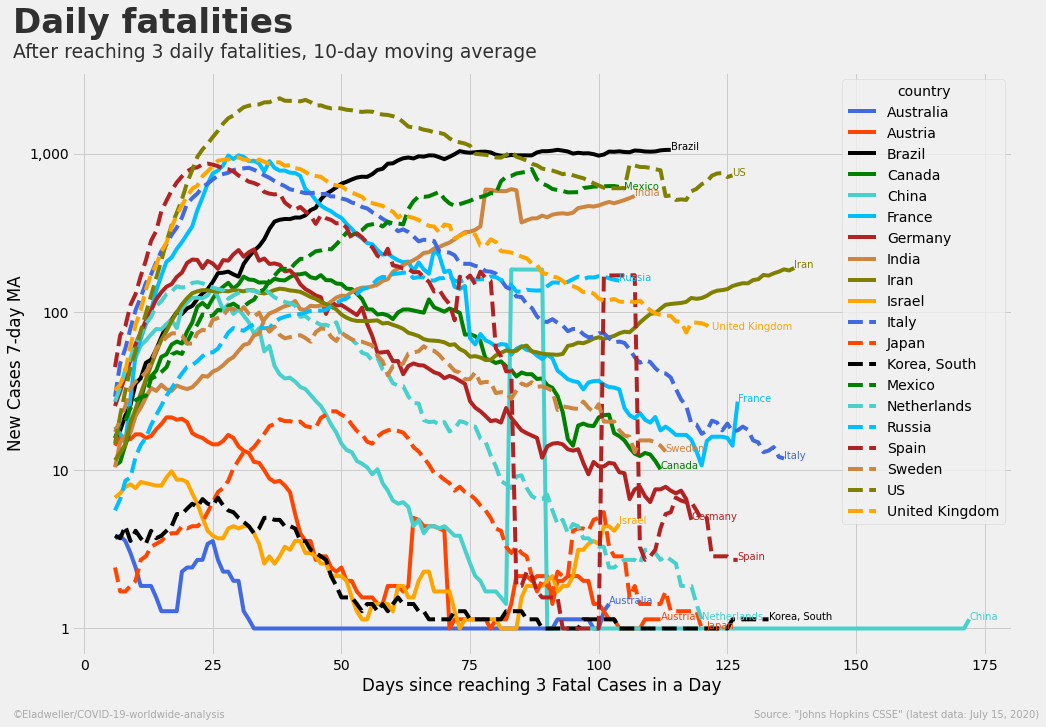 Daily fatalities
After reaching 3 daily fatalities, 10-day moving average
New Cases 7-day MA
1,000
100
10
1
0
25
50
75
100
125
150
175
Days since reaching 3 Fatal Cases in a Day
country
Australia
Austria
Brazil
Canada
China
France
Germany
India
Iran
Israel
Italy
Japan
Korea, South
Mexico
Netherlands
Russia
Spain
Sweden
US
United Kingdom
Brazil
US
Mexico
India
Iran
Russia
United Kingdom
France
Sweden
Italy
Canada
Germany
Israel
Spain
Australia
Austria
Netherlands
Korea, South
China
Japan
©Eladweller/COVID-19-worldwide-analysis
Source: "Johns Hopkins CSSE" (latest data: July 15, 2020)